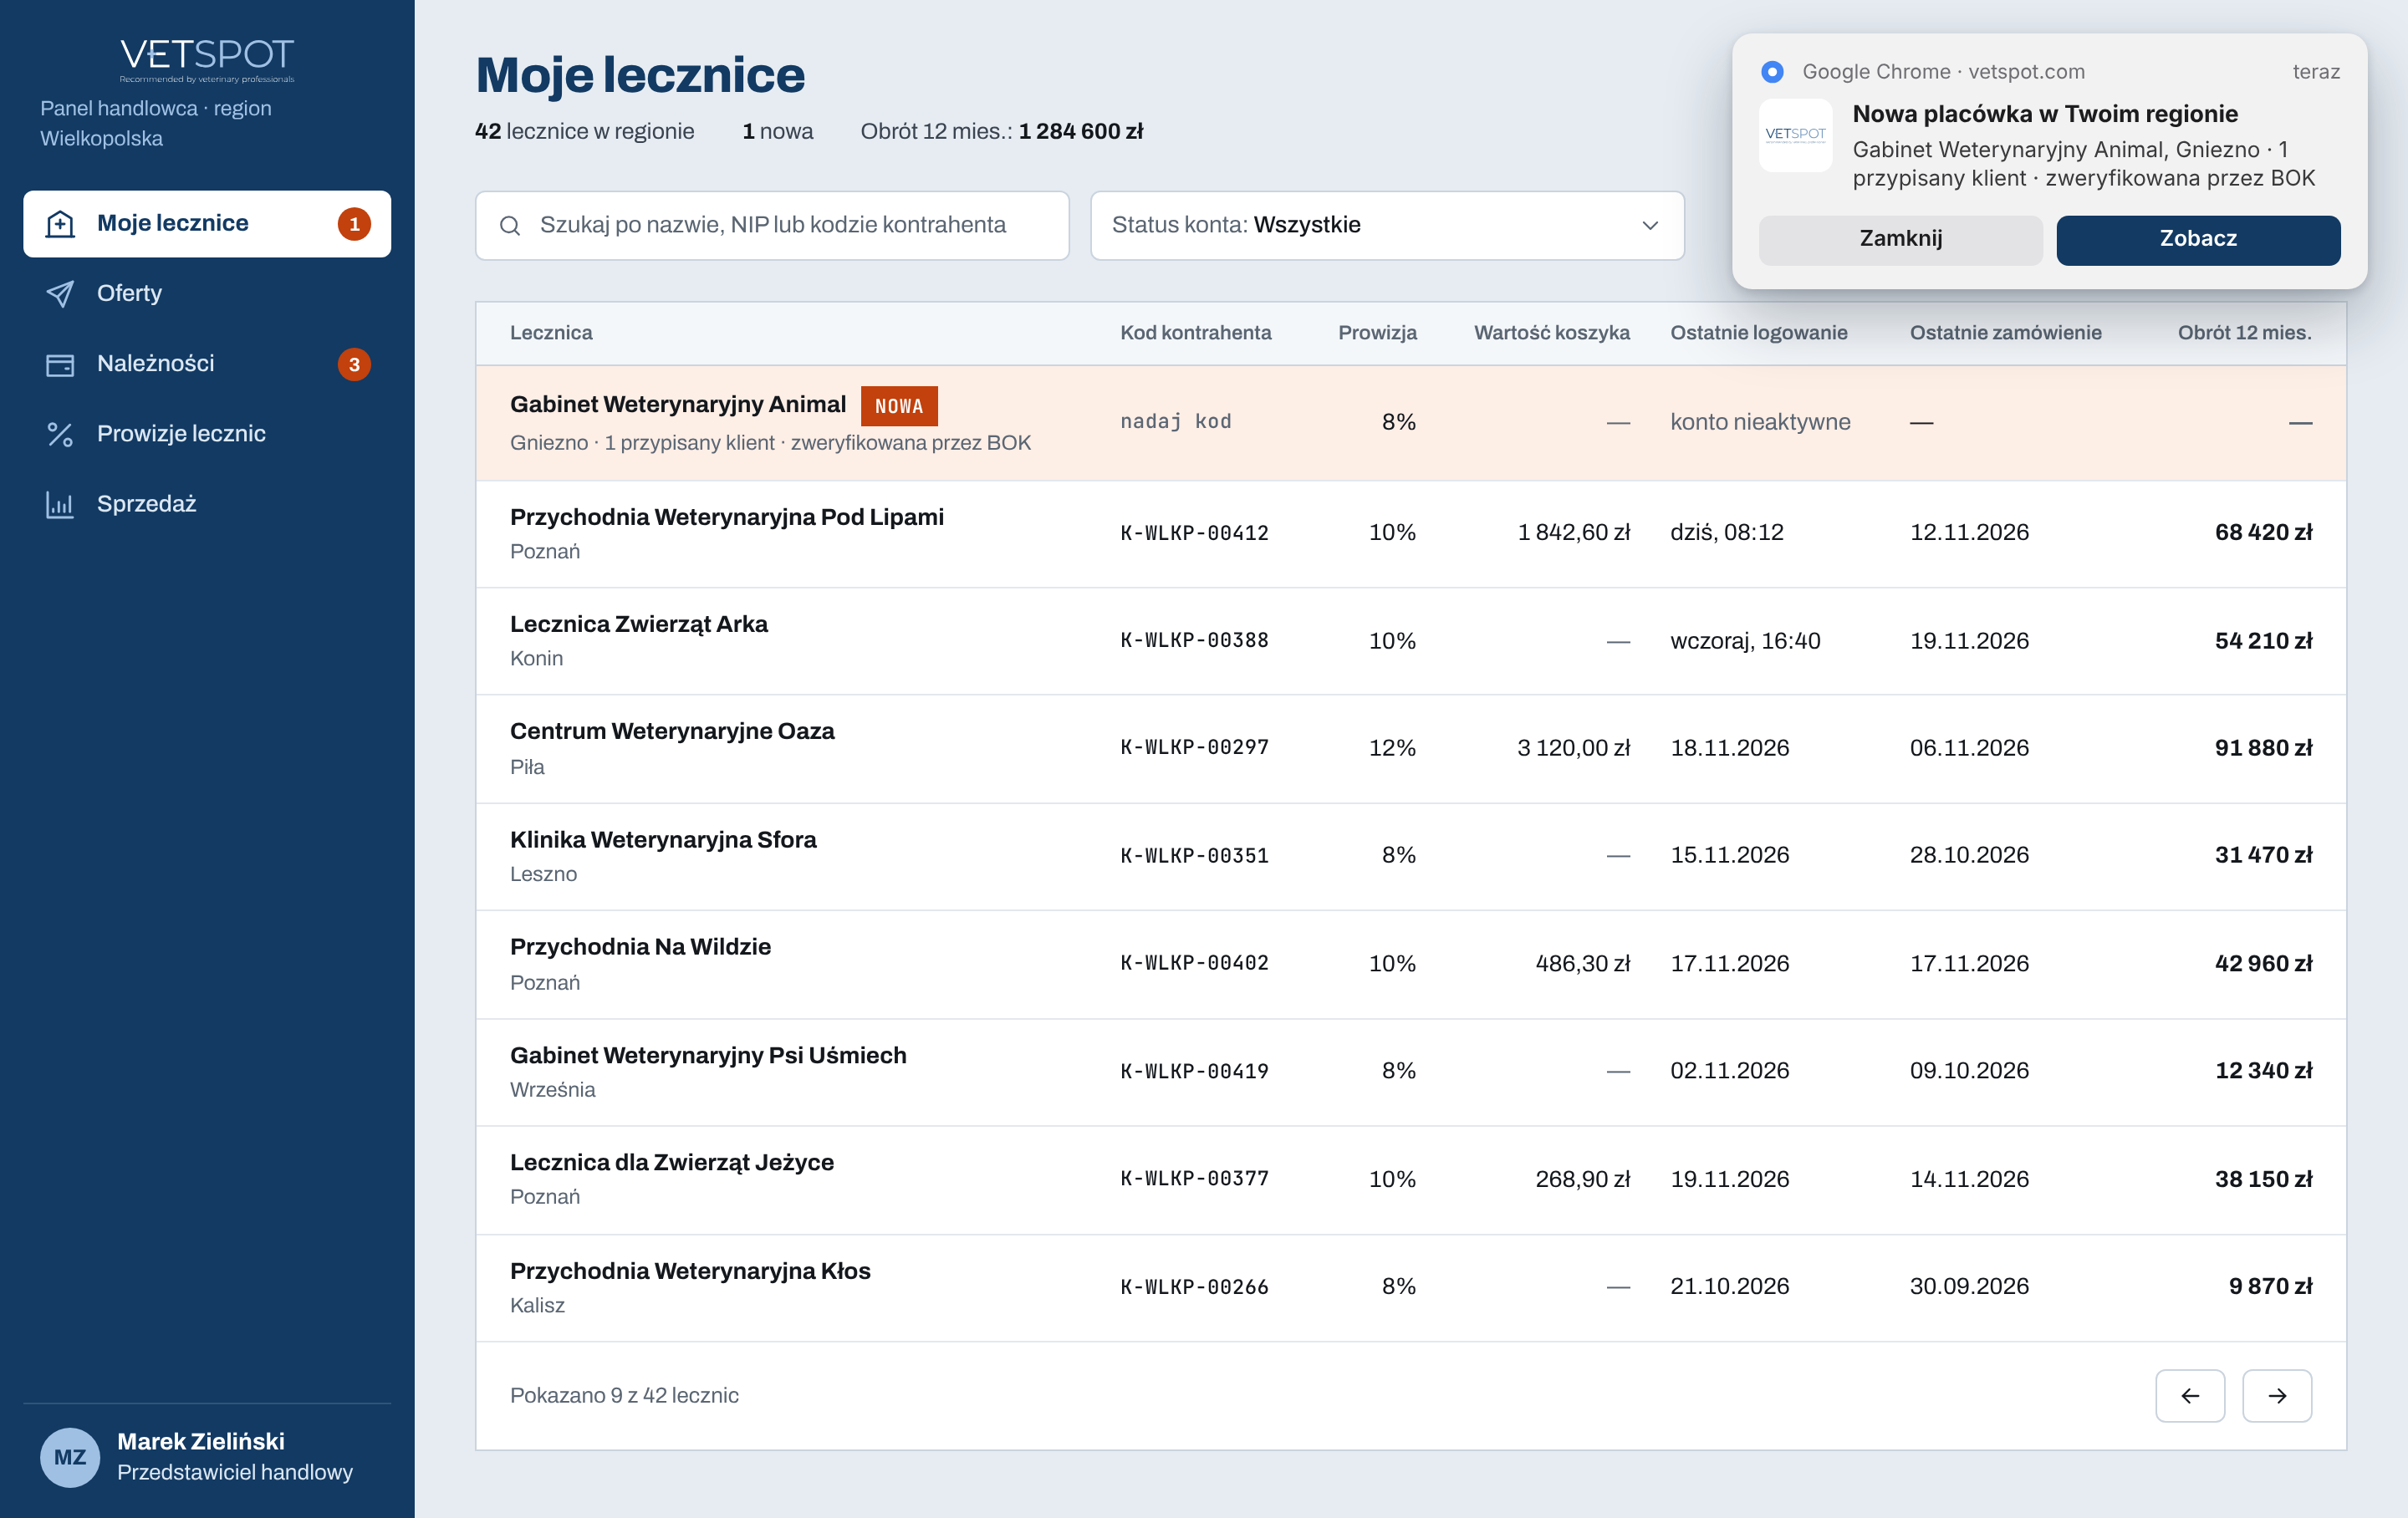 VETSPOT
Recommended by veterinary professionals
Panel handlowca · region
Wielkopolska
Moje lecznice 1
Oferty
Należności 3
Prowizje lecznic
Sprzedaż
MZ
Marek Zieliński
Przedstawiciel handlowy
Moje lecznice
42 lecznice w regionie 1 nowa Obrót 12 mies.: 1 284 600 zł
Szukaj po nazwie, NIP lub kodzie kontrahenta
Status konta: Wszystkie
Google Chrome · vetspot.com teraz
VETSPOT
Nowa placówka w Twoim regionie
Gabinet Weterynaryjny Animal, Gniezno · 1
przypisany klient · zweryfikowana przez BOK
Zamknij Zobacz
Lecznica Kod kontrahenta Prowizja Wartość koszyka Ostatnie logowanie Ostatnie zamówienie Obrót 12 mies.
Gabinet Weterynaryjny Animal NOWA
Gniezno · 1 przypisany klient · zweryfikowana przez BOK
nadaj kod 8% — konto nieaktywne — —
Przychodnia Weterynaryjna Pod Lipami
Poznań
K-WLKP-00412 10% 1 842,60 zł dziś, 08:12 12.11.2026 68 420 zł
Lecznica Zwierząt Arka
Konin
K-WLKP-00388 10% — wczoraj, 16:40 19.11.2026 54 210 zł
Centrum Weterynaryjne Oaza
Piła
K-WLKP-00297 12% 3 120,00 zł 18.11.2026 06.11.2026 91 880 zł
Klinika Weterynaryjna Sfora
Leszno
K-WLKP-00351 8% — 15.11.2026 28.10.2026 31 470 zł
Przychodnia Na Wildzie
Poznań
K-WLKP-00402 10% 486,30 zł 17.11.2026 17.11.2026 42 960 zł
Gabinet Weterynaryjny Psi Uśmiech
Września
K-WLKP-00419 8% — 02.11.2026 09.10.2026 12 340 zł
Lecznica dla Zwierząt Jeżyce
Poznań
K-WLKP-00377 10% 268,90 zł 19.11.2026 14.11.2026 38 150 zł
Przychodnia Weterynaryjna Kłos
Kalisz
K-WLKP-00266 8% — 21.10.2026 30.09.2026 9 870 zł
Pokazano 9 z 42 lecznic